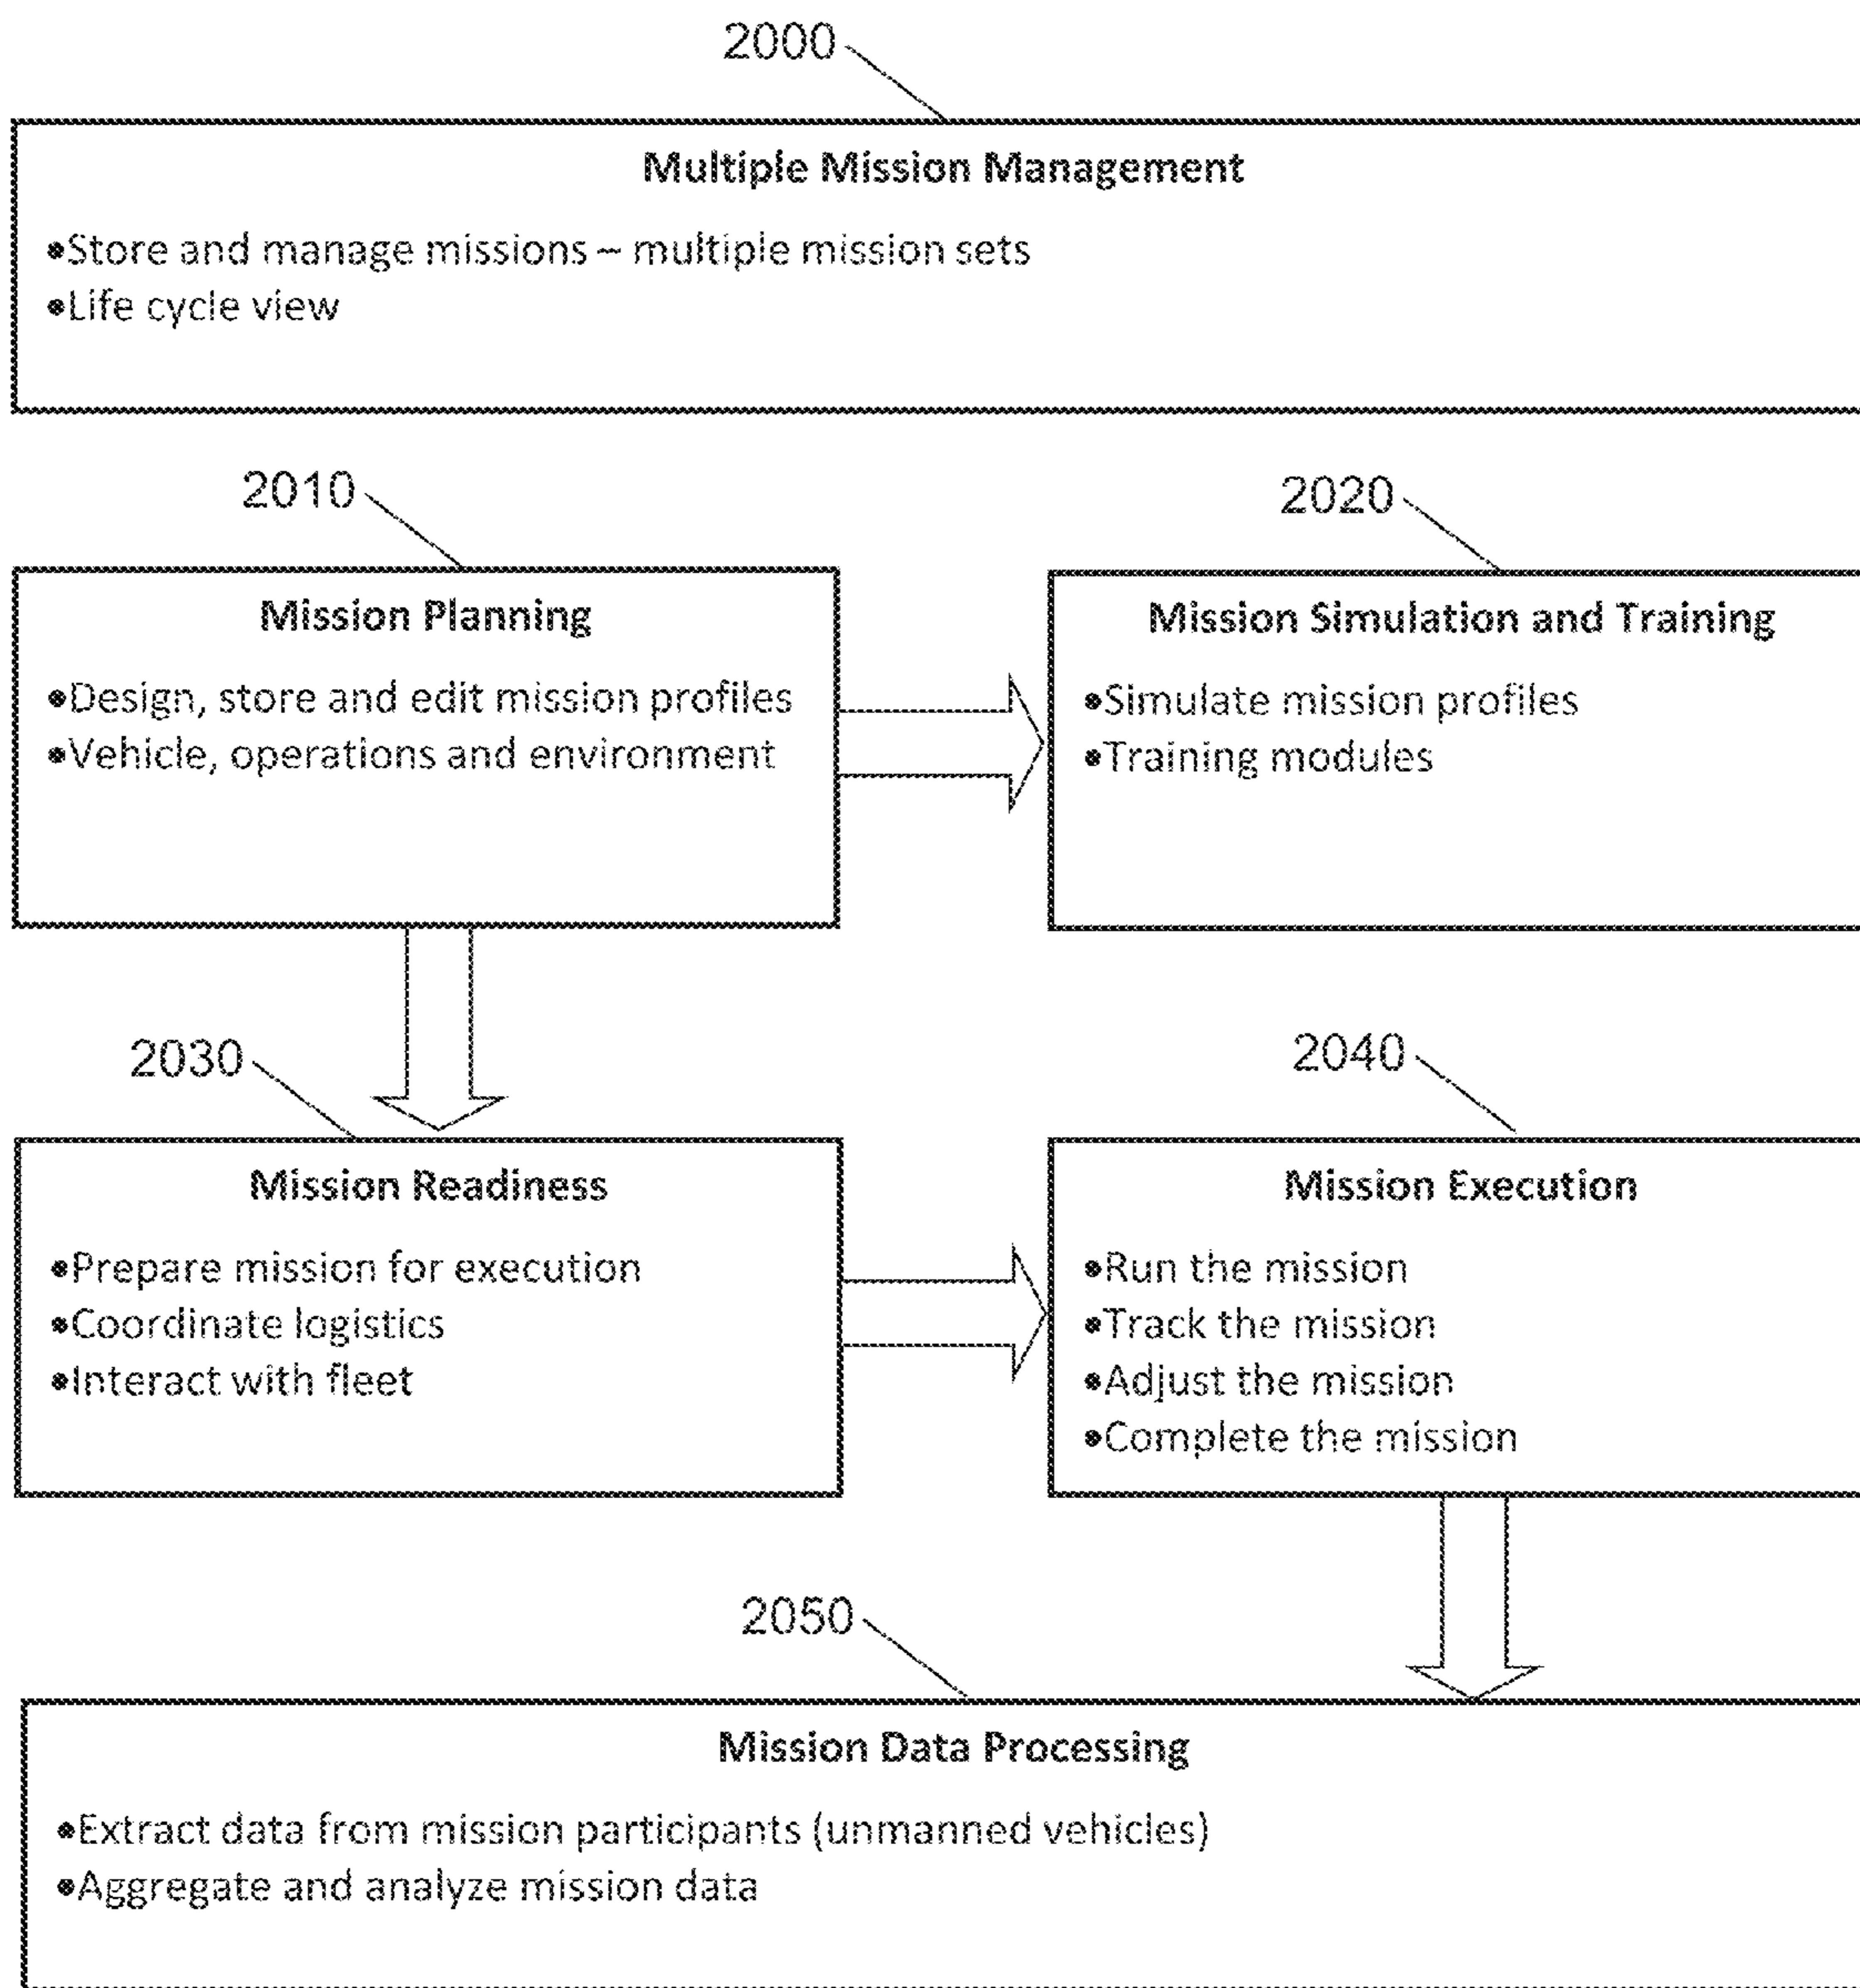 2000
Multiple Mission Management
•Store and manage missions – multiple mission sets
•Life cycle view
2010
Mission Planning
•Design, store and edit mission profiles
•Vehicle, operations and environment
2020
Mission Simulation and Training
•Simulate mission profiles
•Training modules
2030
Mission Readiness
•Prepare mission for execution
•Coordinate logistics
•Interact with fleet
2040
Mission Execution
•Run the mission
•Track the mission
•Adjust the mission
•Complete the mission
2050
Mission Data Processing
•Extract data from mission participants (unmanned vehicles)
•Aggregate and analyze mission data